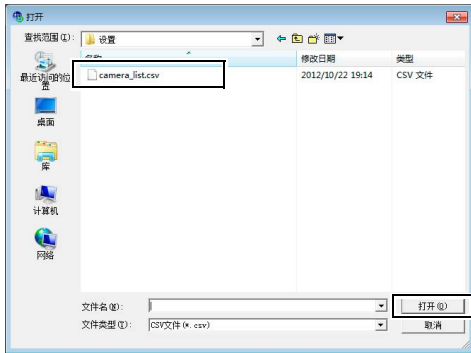 打开
查找范围(I):
设置
名称
修改日期
类型
camera_list.csv
2012/10/22 19:14
CSV 文件
最近访问的位置
桌面
库
计算机
网络
文件名(N):
打开(O)
文件类型(T):
CSV文件(*.csv)
取消